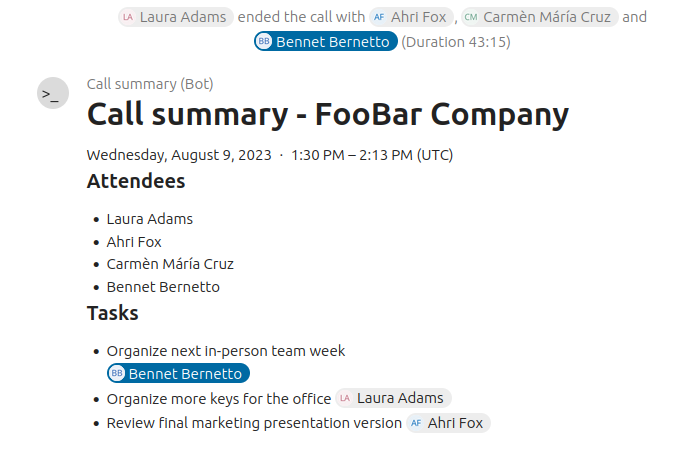 LA Laura Adams ended the call with AF Ahri Fox , CM Carmèn Máría Cruz and
BB Bennet Bernetto (Duration 43:15)
>_
Call summary (Bot)
Call summary - FooBar Company
Wednesday, August 9, 2023 · 1:30 PM – 2:13 PM (UTC)
Attendees
• Laura Adams
• Ahri Fox
• Carmèn Máría Cruz
• Bennet Bernetto
Tasks
• Organize next in-person team week
BB Bennet Bernetto
• Organize more keys for the office LA Laura Adams
• Review final marketing presentation version AF Ahri Fox